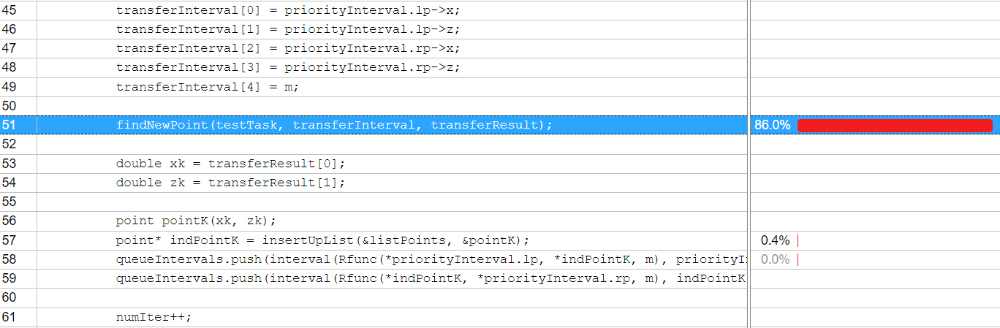 45 transferInterval[0] = priorityInterval.lp->x;
46 transferInterval[1] = priorityInterval.lp->z;
47 transferInterval[2] = priorityInterval.rp->x;
48 transferInterval[3] = priorityInterval.rp->z;
49 transferInterval[4] = m;
50
51 findNewPoint(testTask, transferInterval, transferResult); 86.0%
52
53 double xk = transferResult[0];
54 double zk = transferResult[1];
55
56 point pointK(xk, zk);
57 point* indPointK = insertUpList(&listPoints, &pointK); 0.4%
58 queueIntervals.push(interval(Rfunc(*priorityInterval.lp, *indPointK, m), priorityI 0.0%
59 queueIntervals.push(interval(Rfunc(*indPointK, *priorityInterval.rp, m), indPointK
60
61 numIter++;